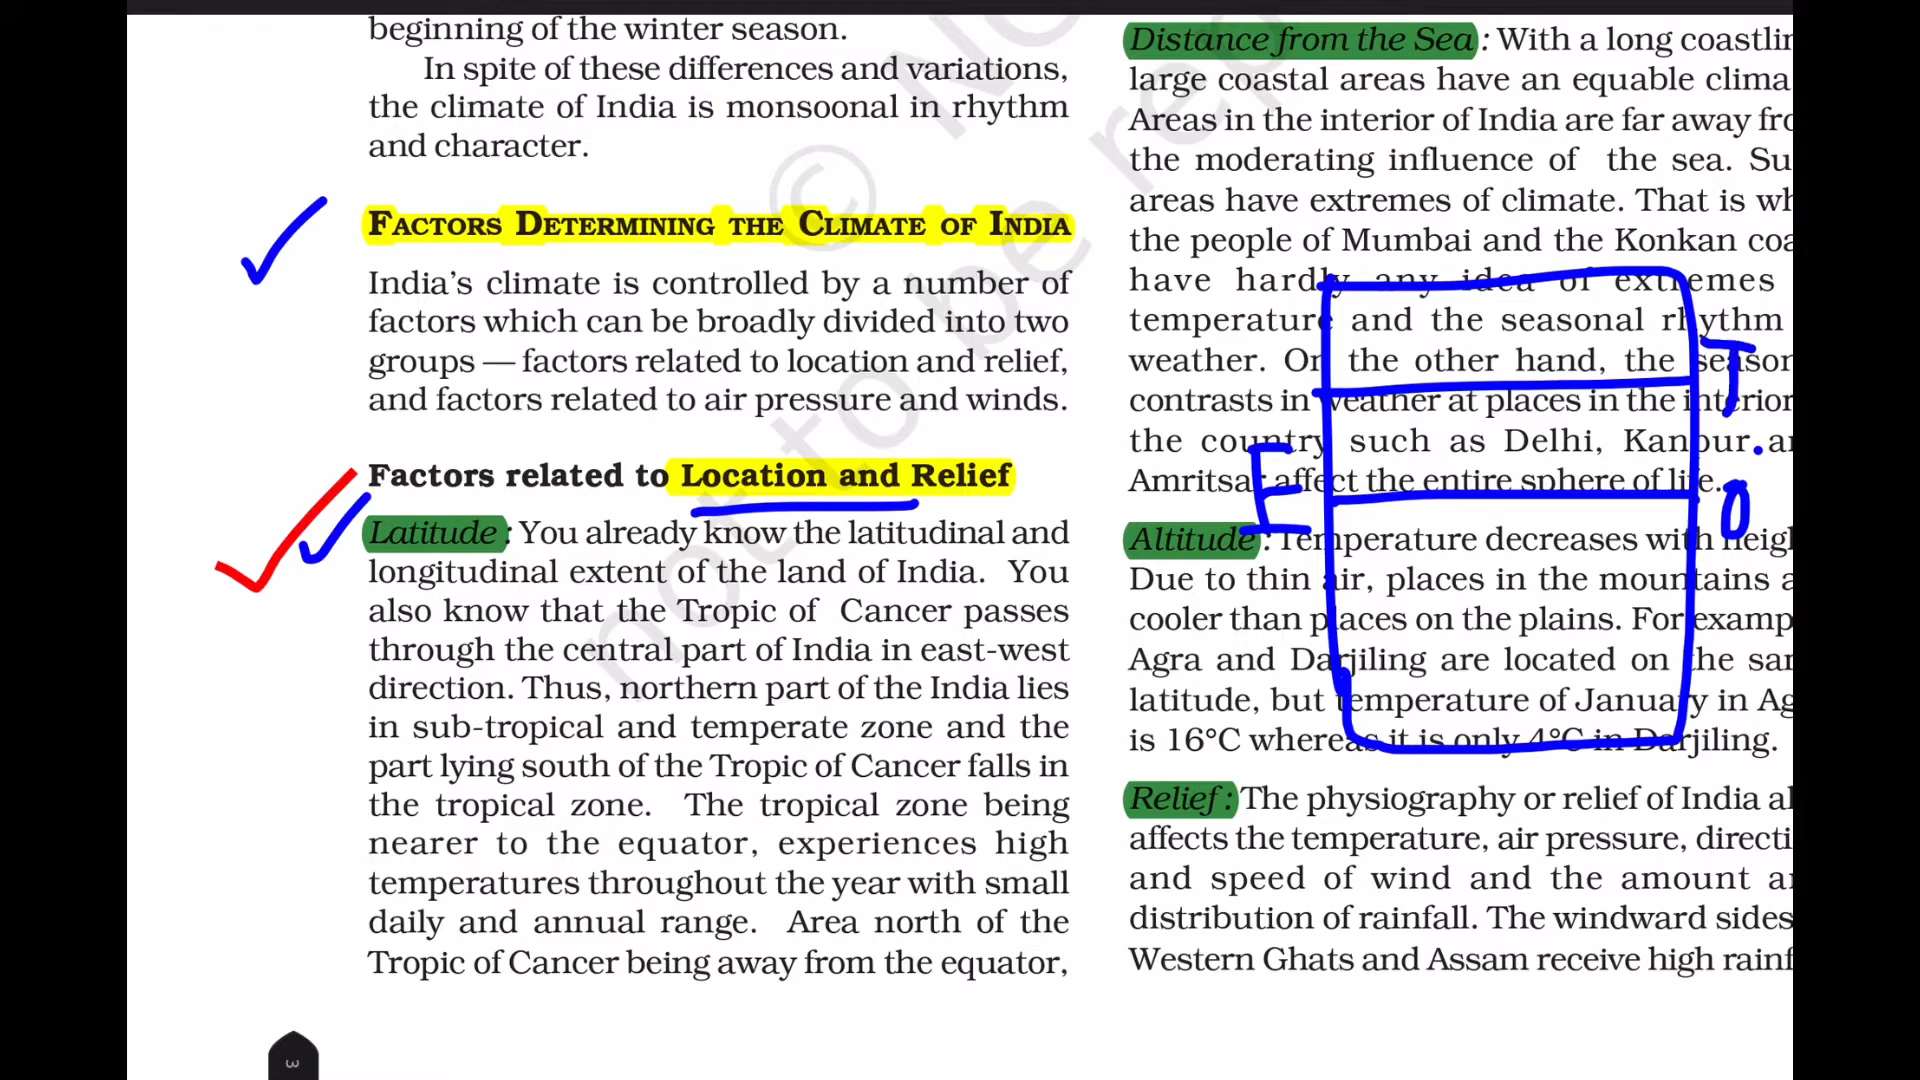 beginning of the winter season.
In spite of these differences and variations,
the climate of India is monsoonal in rhythm
and character.
FACTORS DETERMINING THE CLIMATE OF INDIA
India's climate is controlled by a number of
factors which can be broadly divided into two
groups — factors related to location and relief,
and factors related to air pressure and winds.
Factors related to Location and Relief
Latitude : You already know the latitudinal and
longitudinal extent of the land of India. You
also know that the Tropic of Cancer passes
through the central part of India in east-west
direction. Thus, northern part of the India lies
in sub-tropical and temperate zone and the
part lying south of the Tropic of Cancer falls in
the tropical zone. The tropical zone being
nearer to the equator, experiences high
temperatures throughout the year with small
daily and annual range. Area north of the
Tropic of Cancer being away from the equator,
Distance from the Sea : With a long coastlin
large coastal areas have an equable clima
Areas in the interior of India are far away fro
the moderating influence of the sea. Su
areas have extremes of climate. That is wh
the people of Mumbai and the Konkan coa
have hardly any idea of extremes
temperature and the seasonal rhythm
weather. On the other hand, the season
contrasts in weather at places in the interior
the country such as Delhi, Kanpur an
Amritsar affect the entire sphere of life.
Altitude : Temperature decreases with heigh
Due to thin air, places in the mountains a
cooler than places on the plains. For examp
Agra and Darjiling are located on the sam
latitude, but temperature of January in Ag
is 16°C whereas it is only 4°C in Darjiling.
Relief : The physiography or relief of India al
affects the temperature, air pressure, directi
and speed of wind and the amount an
distribution of rainfall. The windward sides
Western Ghats and Assam receive high rainf
E
T
0
3
© NO
not to be rep